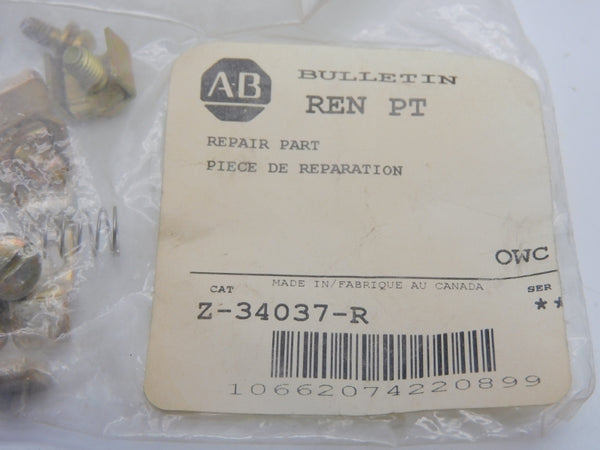 AB
BULLETIN
REN PT
REPAIR PART
PIECE DE REPARATION
OWC
CAT MADE IN/FABRIQUE AU CANADA SER
Z-34037-R **
10662074220899